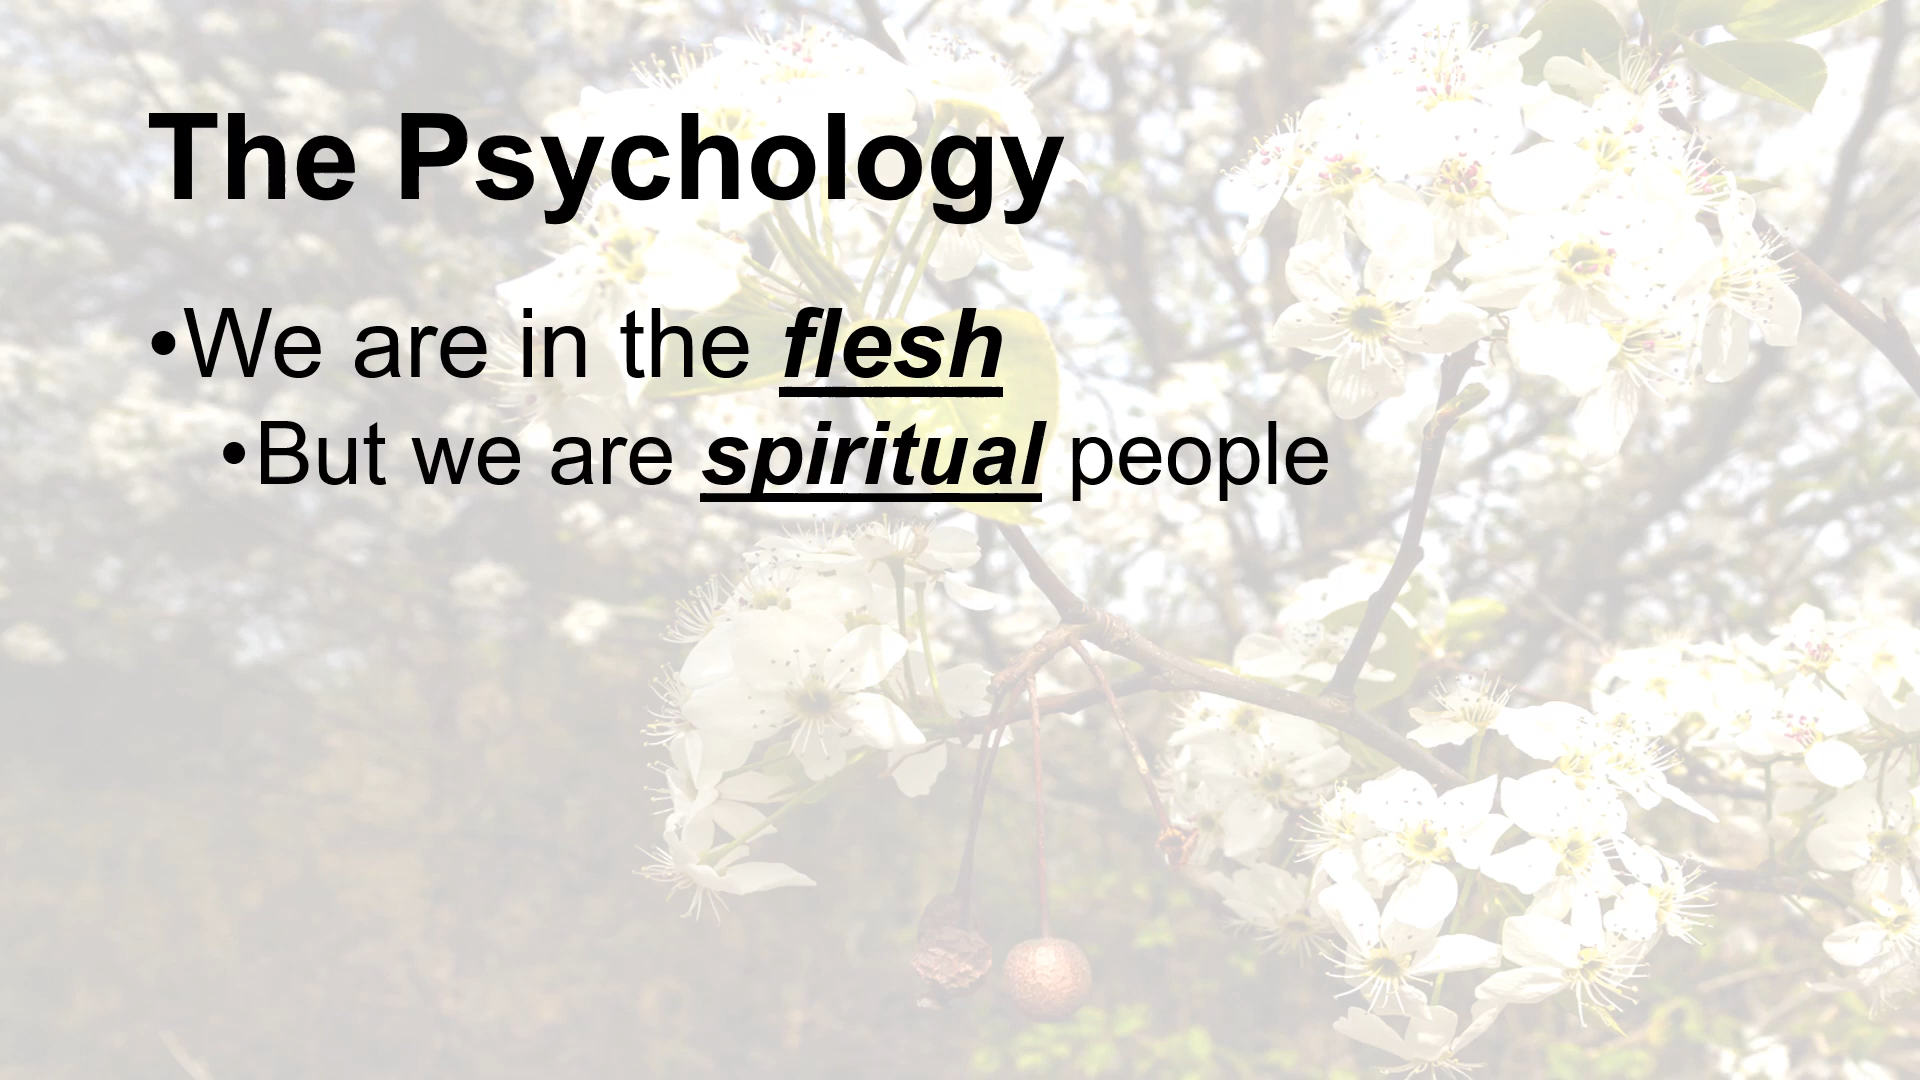 The Psychology
•We are in the flesh
•But we are spiritual people